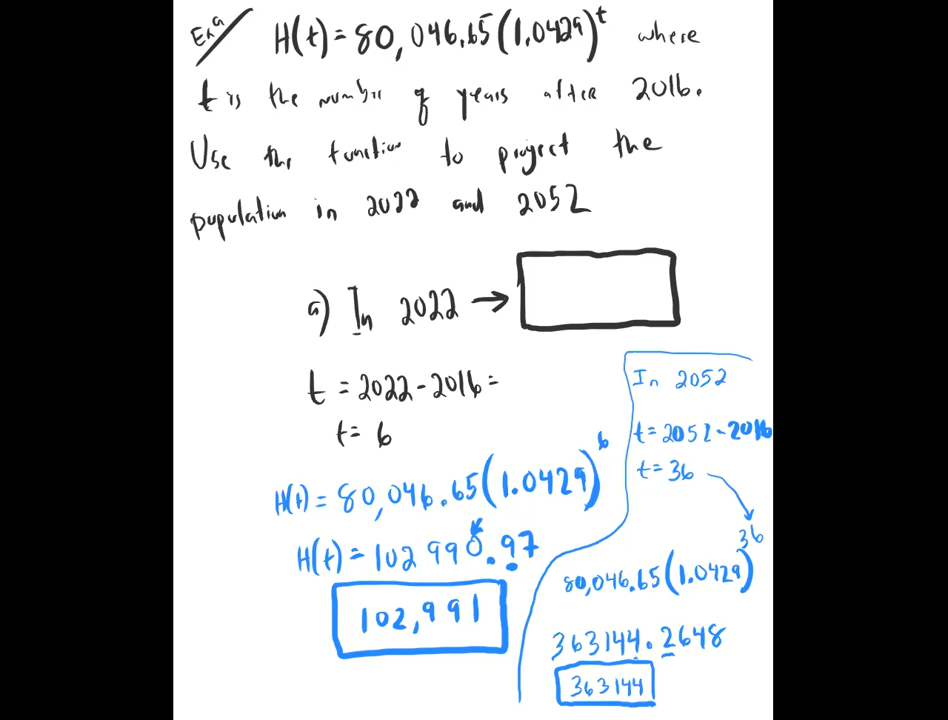 Exa/ H(t) = 80,046.65(1.0429)^t where
t is the number of years after 2016.
Use the function to project the
population in 2022 and 2052
a) In 2022 →
t = 2022 - 2016 =
t = 6
H(t) = 80,046.65(1.0429)^6
H(t) = 102990.97
102,991
In 2052
t = 2052 - 2016
t = 36
80,046.65(1.0429)^36
363144.2648
363144